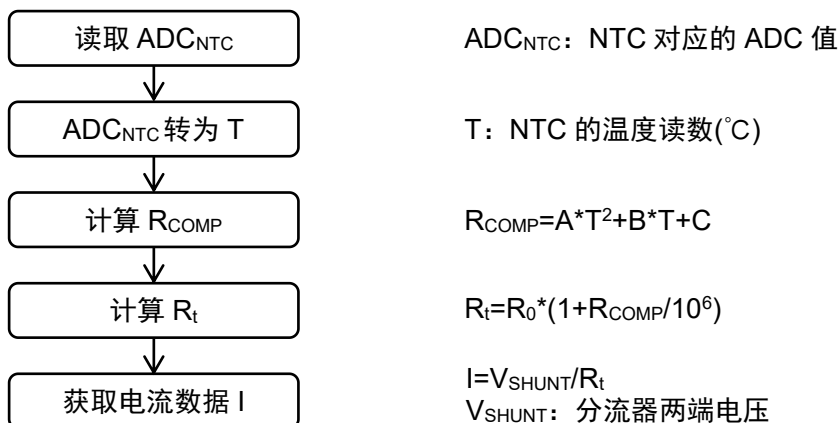 读取 ADCNTC
ADCNTC：NTC 对应的 ADC 值
ADCNTC 转为 T
T：NTC 的温度读数(℃)
计算 RCOMP
RCOMP=A*T²+B*T+C
计算 Rt
Rt=R0*(1+RCOMP/10⁶)
获取电流数据 I
I=VSHUNT/Rt
VSHUNT：分流器两端电压